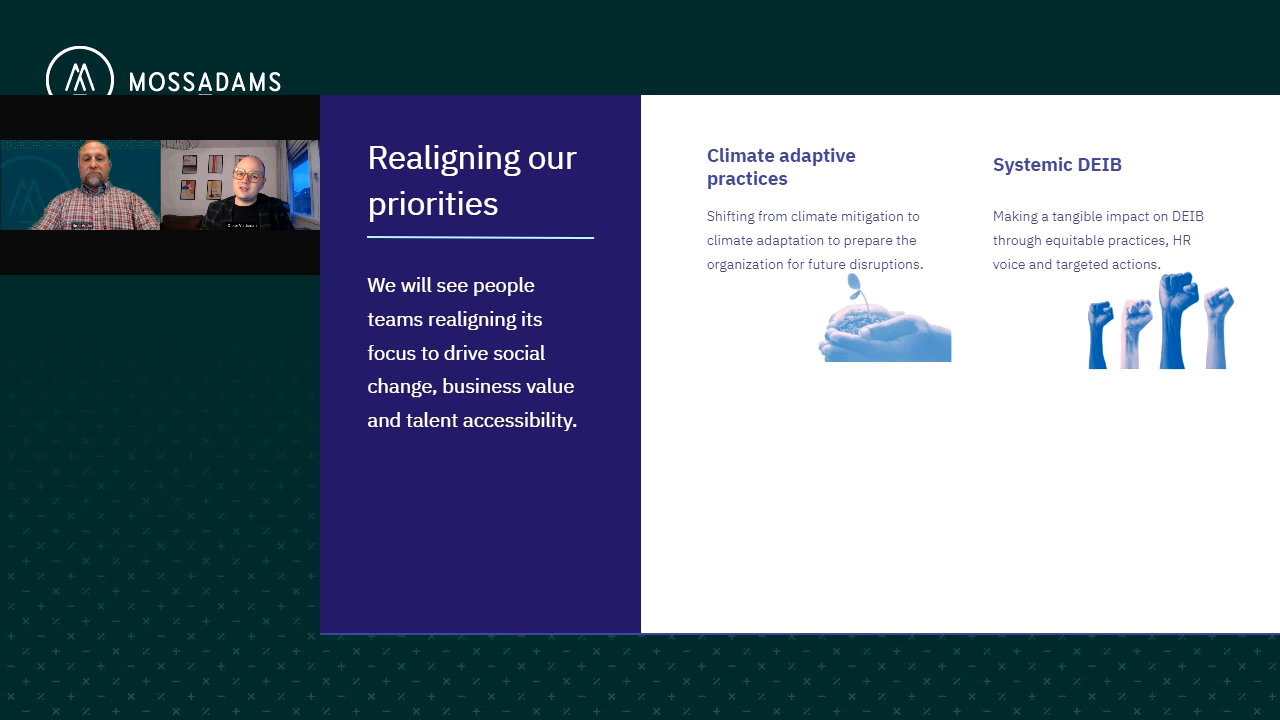 MOSSADAMS
Realigning our
priorities
We will see people
teams realigning its
focus to drive social
change, business value
and talent accessibility.
Climate adaptive
practices
Shifting from climate mitigation to
climate adaptation to prepare the
organization for future disruptions.
Systemic DEIB
Making a tangible impact on DEIB
through equitable practices, HR
voice and targeted actions.